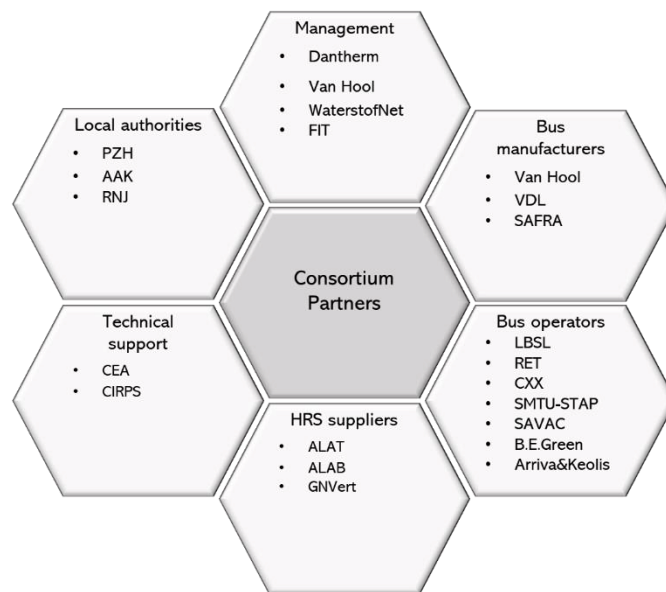 Management
• Dantherm
• Van Hool
• WaterstofNet
• FIT
Local authorities
• PZH
• AAK
• RNJ
Bus
manufacturers
• Van Hool
• VDL
• SAFRA
Consortium
Partners
Technical
support
• CEA
• CIRPS
Bus operators
• LBSL
• RET
• CXX
• SMTU-STAP
• SAVAC
• B.E.Green
• Arriva&Keolis
HRS suppliers
• ALAT
• ALAB
• GNVert